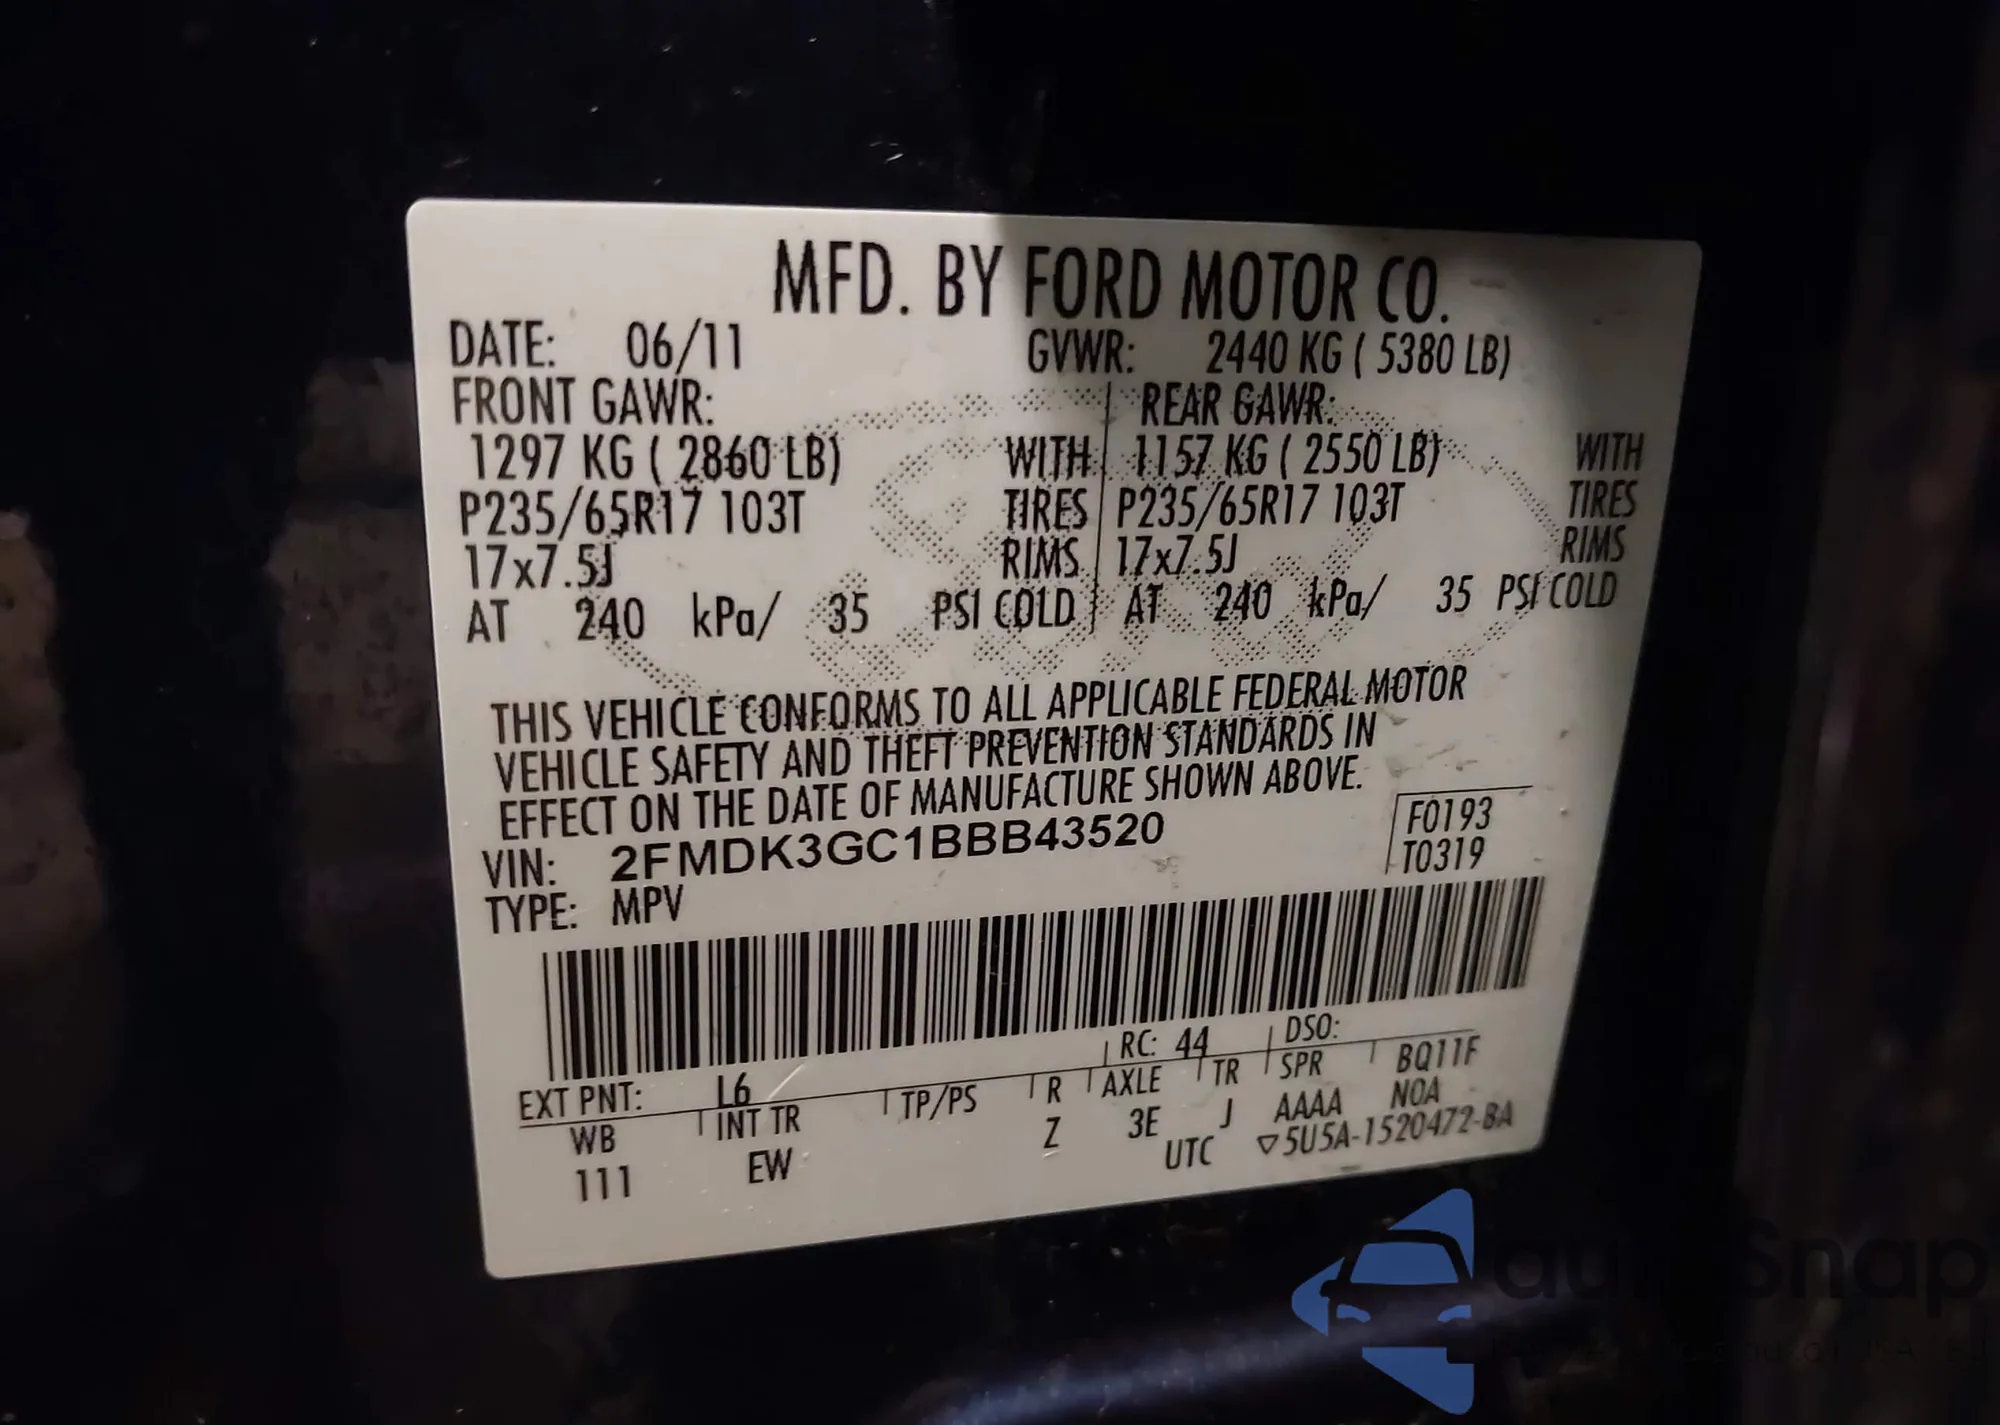 MFD. BY FORD MOTOR CO.
DATE: 06/11 GVWR: 2440 KG ( 5380 LB)
FRONT GAWR: REAR GAWR:
1297 KG ( 2860 LB) WITH 1157 KG ( 2550 LB) WITH
P235/65R17 103T TIRES P235/65R17 103T TIRES
17x7.5J RIMS 17x7.5J RIMS
AT 240 kPa/ 35 PSI COLD AT 240 kPa/ 35 PSI COLD
THIS VEHICLE CONFORMS TO ALL APPLICABLE FEDERAL MOTOR
VEHICLE SAFETY AND THEFT PREVENTION STANDARDS IN
EFFECT ON THE DATE OF MANUFACTURE SHOWN ABOVE.
F0193
VIN: 2FMDK3GC1BBB43520 T0319
TYPE: MPV
RC: 44 DSO:
EXT PNT: L6 BQ11F
WB INT TR TP/PS R AXLE TR SPR NOA
111 EW Z 3E J AAAA
UTC ▽5U5A-1520472-BA